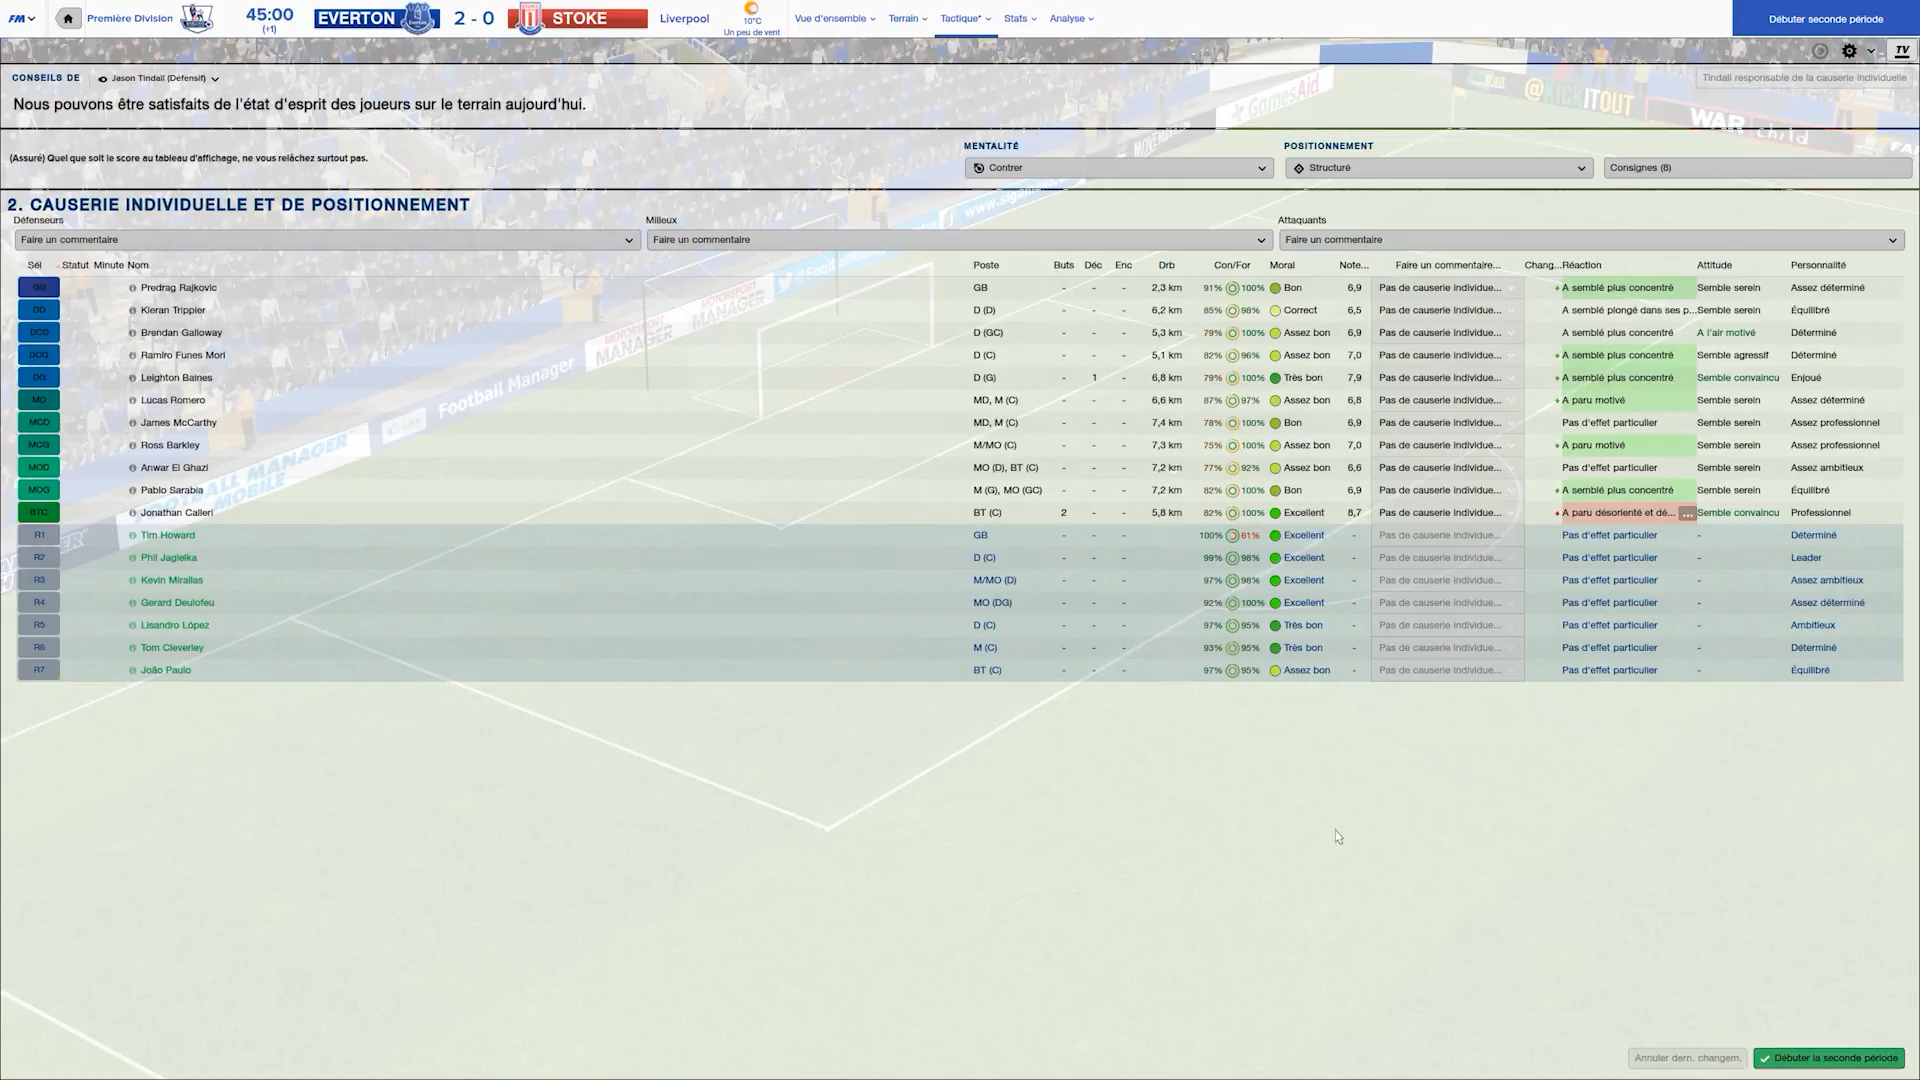 FM
Première Division
45:00
(+1)
EVERTON
2 - 0
STOKE
Liverpool
10°C
Un peu de vent
Vue d'ensemble
Terrain
Tactique*
Stats
Analyse
Débuter seconde période
TV
CONSEILS DE
Jason Tindall (Défensif)
Tindall responsable de la causerie individuelle
Nous pouvons être satisfaits de l'état d'esprit des joueurs sur le terrain aujourd'hui.
GamesAid
@KICKITOUT
WAR child
(Assuré) Quel que soit le score au tableau d'affichage, ne vous relâchez surtout pas.
MENTALITÉ
Contrer
POSITIONNEMENT
Structuré
Consignes (8)
2. CAUSERIE INDIVIDUELLE ET DE POSITIONNEMENT
Défenseurs
Milieux
Attaquants
Faire un commentaire
Faire un commentaire
Faire un commentaire
Sél Statut Minute Nom Poste Buts Déc Enc Drb Con/For Moral Note... Faire un commentaire... Chang... Réaction Attitude Personnalité
GB Predrag Rajkovic GB - - - 2,3 km 91% 100% Bon 6,9 Pas de causerie individue... A semblé plus concentré Semble serein Assez déterminé
DD Kieran Trippier D (D) - - - 6,2 km 85% 98% Correct 6,5 Pas de causerie individue... A semblé plongé dans ses p... Semble serein Équilibré
DCD Brendan Galloway D (GC) - - - 5,3 km 79% 100% Assez bon 6,9 Pas de causerie individue... A semblé plus concentré A l'air motivé Déterminé
DCG Ramiro Funes Mori D (C) - - - 5,1 km 82% 96% Assez bon 7,0 Pas de causerie individue... A semblé plus concentré Semble agressif Déterminé
DG Leighton Baines D (G) - 1 - 6,8 km 79% 100% Très bon 7,9 Pas de causerie individue... A semblé plus concentré Semble convaincu Enjoué
MD Lucas Romero MD, M (C) - - - 6,6 km 87% 97% Assez bon 6,8 Pas de causerie individue... A paru motivé Semble serein Assez déterminé
MCD James McCarthy MD, M (C) - - - 7,4 km 78% 100% Bon 6,9 Pas de causerie individue... Pas d'effet particulier Semble serein Assez professionnel
MCG Ross Barkley M/MO (C) - - - 7,3 km 75% 100% Assez bon 7,0 Pas de causerie individue... A paru motivé Semble serein Assez professionnel
MOD Anwar El Ghazi MO (D), BT (C) - - - 7,2 km 77% 92% Assez bon 6,6 Pas de causerie individue... Pas d'effet particulier Semble serein Assez ambitieux
MOG Pablo Sarabia M (G), MO (GC) - - - 7,2 km 82% 100% Bon 6,9 Pas de causerie individue... A semblé plus concentré Semble serein Équilibré
BTC Jonathan Calleri BT (C) 2 - - 5,8 km 82% 100% Excellent 8,7 Pas de causerie individue... A paru désorienté et dé... Semble convaincu Professionnel
R1 Tim Howard GB - - - 100% 61% Excellent - Pas de causerie individue... Pas d'effet particulier - Déterminé
R2 Phil Jagielka D (C) - - - 99% 98% Excellent - Pas de causerie individue... Pas d'effet particulier - Leader
R3 Kevin Mirallas M/MO (D) - - - 97% 98% Excellent - Pas de causerie individue... Pas d'effet particulier - Assez ambitieux
R4 Gerard Deulofeu MO (DG) - - - 92% 100% Excellent - Pas de causerie individue... Pas d'effet particulier - Assez déterminé
R5 Lisandro López D (C) - - - 97% 95% Très bon - Pas de causerie individue... Pas d'effet particulier - Ambitieux
R6 Tom Cleverley M (C) - - - 93% 95% Très bon - Pas de causerie individue... Pas d'effet particulier - Déterminé
R7 João Paulo BT (C) - - - 97% 95% Assez bon - Pas de causerie individue... Pas d'effet particulier - Équilibré
MOTORSPORT MANAGER
Football Manager
Annuler dern. changem.
Débuter la seconde période